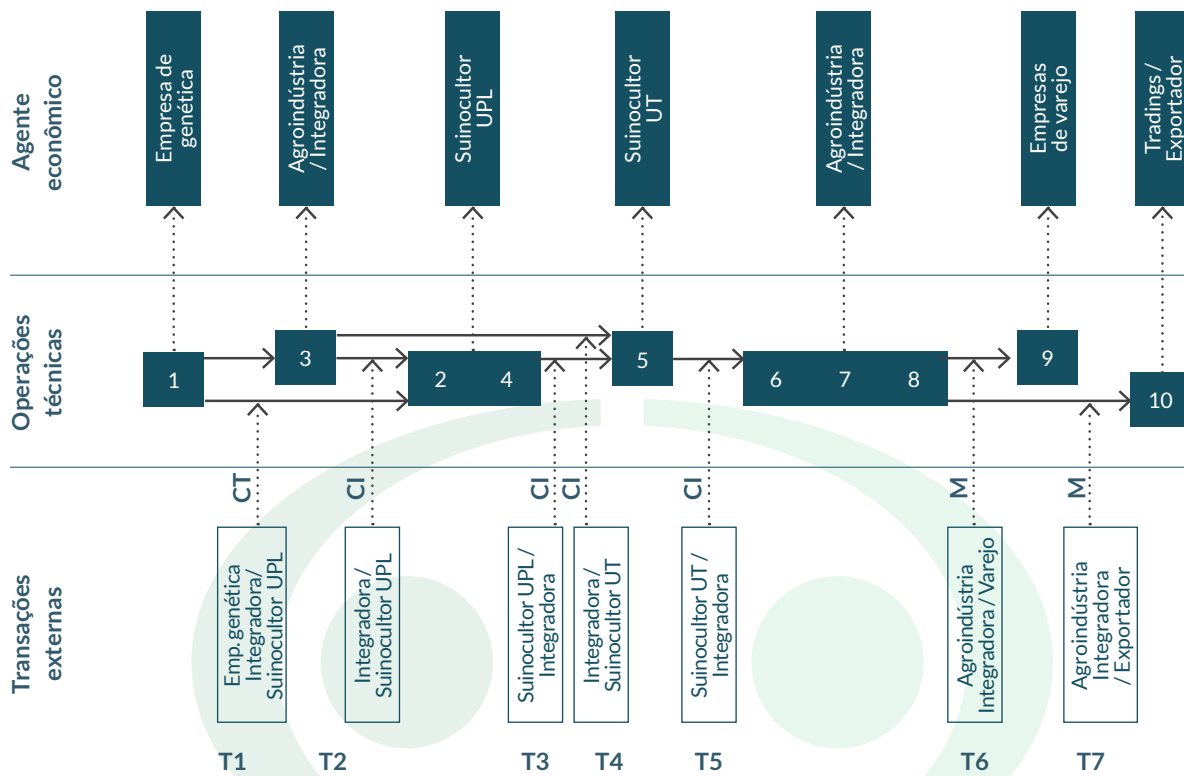 Agente
econômico
Empresa de
genética
Agroindústria
/ Integradora
Suinocultor
UPL
Suinocultor
UT
Agroindústria
/ Integradora
Empresas
de varejo
Tradings /
Exportador
Operações
técnicas
1
3
2
4
5
6
7
8
9
10
CT
CI
CI
CI
CI
M
M
Transações
externas
Emp.genética
Integradora/
Suinocultor UPL
Integradora /
Suinocultor UPL
Suinocultor UPL /
Integradora
Integradora /
Suinocultor UT
Suinocultor UT /
Integradora
Agroindústria
Integradora / Varejo
Agroindústria
Integradora
/ Exportador
T1
T2
T3
T4
T5
T6
T7